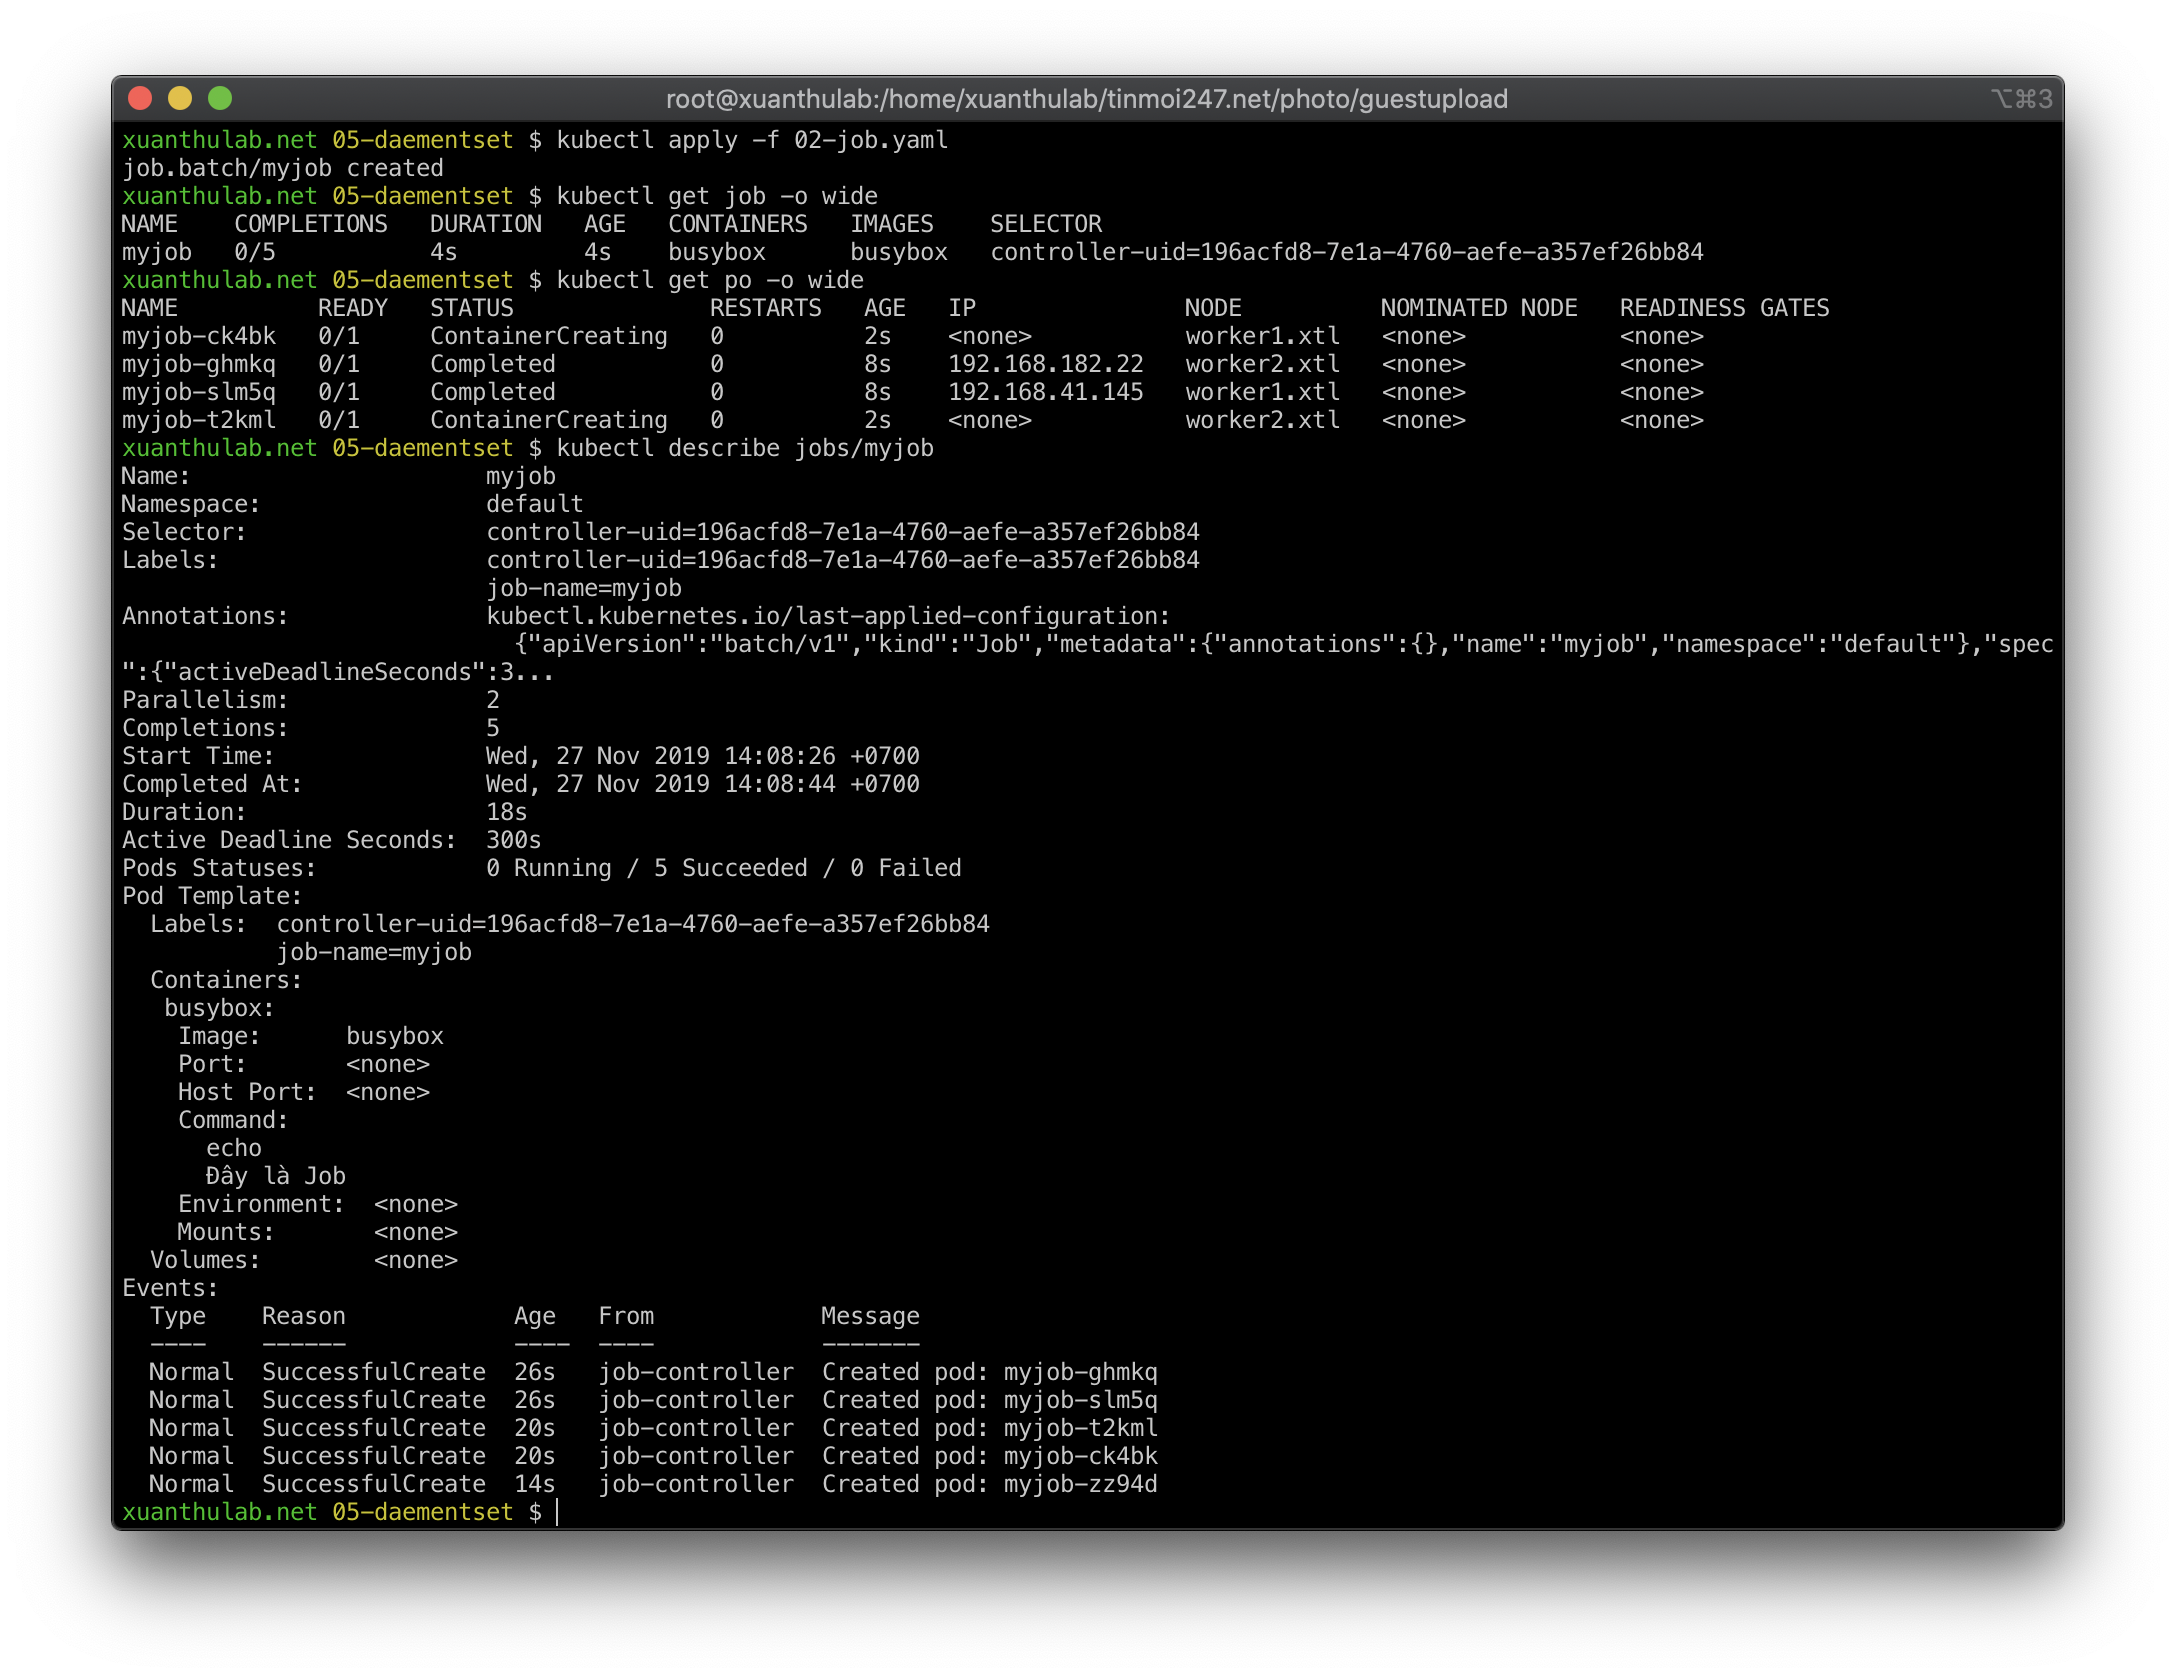 root@xuanthulab:/home/xuanthulab/tinmoi247.net/photo/guestupload ⌥⌘3
xuanthulab.net 05-daementset $ kubectl apply -f 02-job.yaml
job.batch/myjob created
xuanthulab.net 05-daementset $ kubectl get job -o wide
NAME    COMPLETIONS   DURATION   AGE   CONTAINERS   IMAGES    SELECTOR
myjob   0/5           4s         4s    busybox      busybox   controller-uid=196acfd8-7e1a-4760-aefe-a357ef26bb84
xuanthulab.net 05-daementset $ kubectl get po -o wide
NAME          READY   STATUS              RESTARTS   AGE   IP               NODE          NOMINATED NODE   READINESS GATES
myjob-ck4bk   0/1     ContainerCreating   0          2s    <none>           worker1.xtl   <none>           <none>
myjob-ghmkq   0/1     Completed           0          8s    192.168.182.22   worker2.xtl   <none>           <none>
myjob-slm5q   0/1     Completed           0          8s    192.168.41.145   worker1.xtl   <none>           <none>
myjob-t2kml   0/1     ContainerCreating   0          2s    <none>           worker2.xtl   <none>           <none>
xuanthulab.net 05-daementset $ kubectl describe jobs/myjob
Name:                     myjob
Namespace:                default
Selector:                 controller-uid=196acfd8-7e1a-4760-aefe-a357ef26bb84
Labels:                   controller-uid=196acfd8-7e1a-4760-aefe-a357ef26bb84
                          job-name=myjob
Annotations:              kubectl.kubernetes.io/last-applied-configuration:
                            {"apiVersion":"batch/v1","kind":"Job","metadata":{"annotations":{},"name":"myjob","namespace":"default"},"spec
":{"activeDeadlineSeconds":3...
Parallelism:              2
Completions:              5
Start Time:               Wed, 27 Nov 2019 14:08:26 +0700
Completed At:             Wed, 27 Nov 2019 14:08:44 +0700
Duration:                 18s
Active Deadline Seconds:  300s
Pods Statuses:            0 Running / 5 Succeeded / 0 Failed
Pod Template:
  Labels:  controller-uid=196acfd8-7e1a-4760-aefe-a357ef26bb84
           job-name=myjob
  Containers:
   busybox:
    Image:      busybox
    Port:       <none>
    Host Port:  <none>
    Command:
      echo
      Đây là Job
    Environment:  <none>
    Mounts:       <none>
  Volumes:        <none>
Events:
  Type    Reason            Age   From            Message
  ----    ------            ----  ----            -------
  Normal  SuccessfulCreate  26s   job-controller  Created pod: myjob-ghmkq
  Normal  SuccessfulCreate  26s   job-controller  Created pod: myjob-slm5q
  Normal  SuccessfulCreate  20s   job-controller  Created pod: myjob-t2kml
  Normal  SuccessfulCreate  20s   job-controller  Created pod: myjob-ck4bk
  Normal  SuccessfulCreate  14s   job-controller  Created pod: myjob-zz94d
xuanthulab.net 05-daementset $